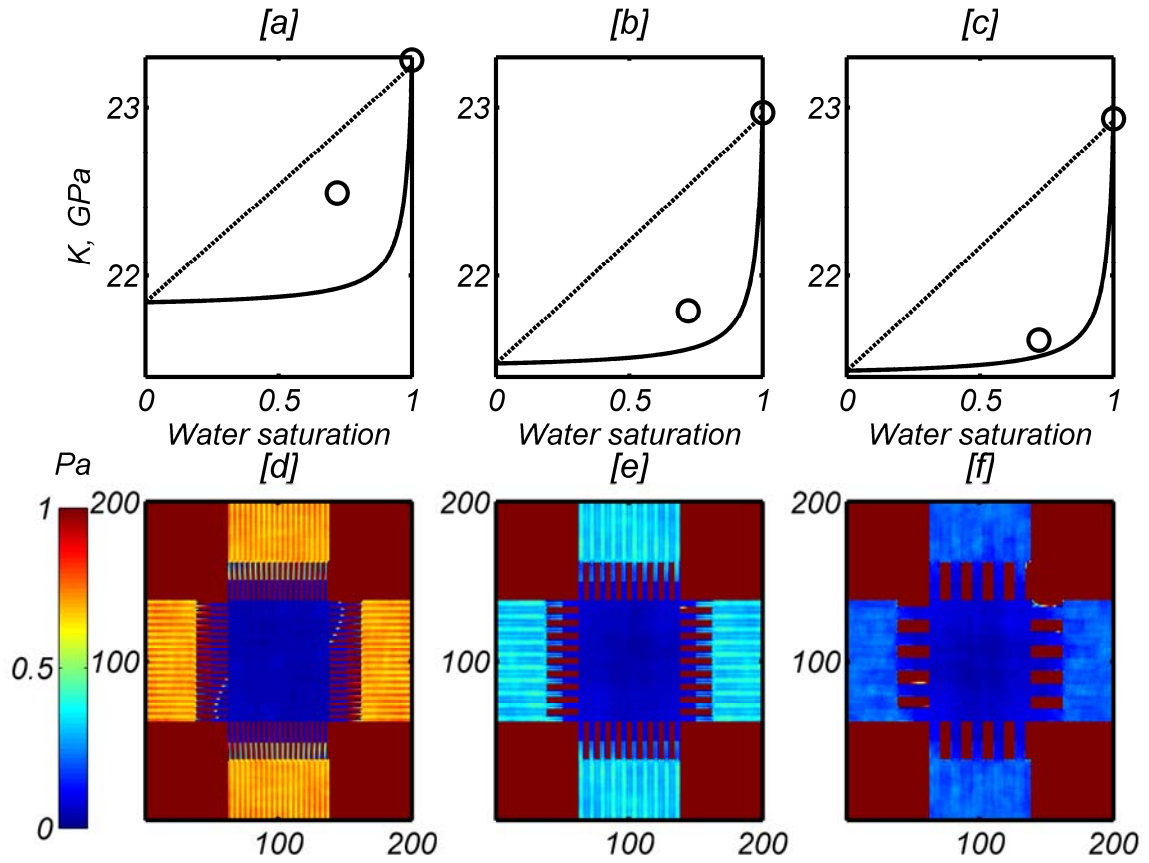 [a] [b] [c]
K, GPa
23 23 23
22 22 22
0 0.5 1 0 0.5 1 0 0.5 1
Water saturation Water saturation Water saturation
Pa [d] [e] [f]
1 200 200 200
0.5 100 100 100
0
100 200 100 200 100 200